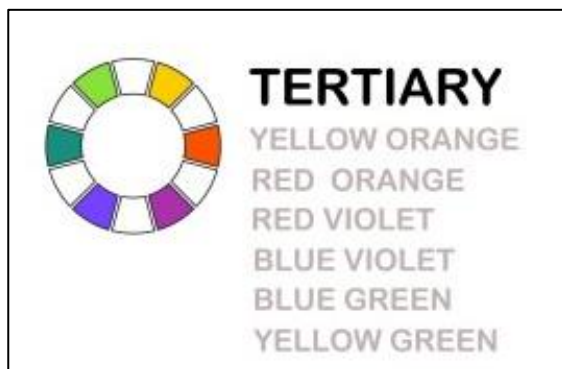 TERTIARY
YELLOW ORANGE
RED ORANGE
RED VIOLET
BLUE VIOLET
BLUE GREEN
YELLOW GREEN